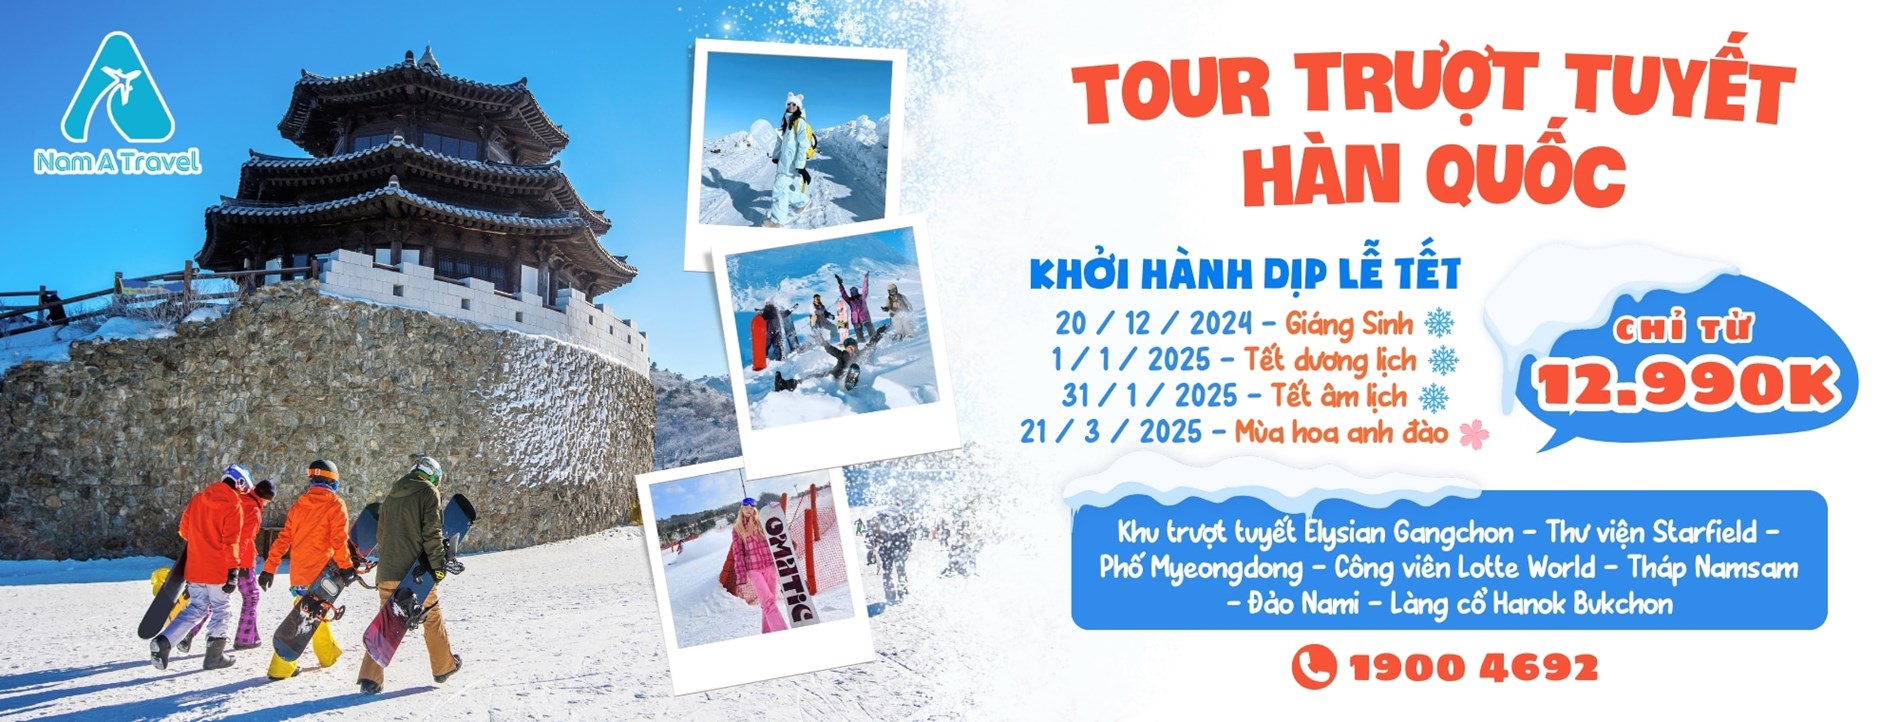 Nam A Travel
TOUR TRƯỢT TUYẾT
HÀN QUỐC
KHỞI HÀNH DỊP LỄ TẾT
20 / 12 / 2024 - Giáng Sinh
1 / 1 / 2025 - Tết dương lịch
31 / 1 / 2025 - Tết âm lịch
21 / 3 / 2025 - Mùa hoa anh đào
CHỈ TỪ
12.990K
Khu trượt tuyết Elysian Gangchon - Thư viện Starfield -
Phố Myeongdong - Công viên Lotte World - Tháp Namsam
- Đảo Nami - Làng cổ Hanok Bukchon
1900 4692
OMATIC